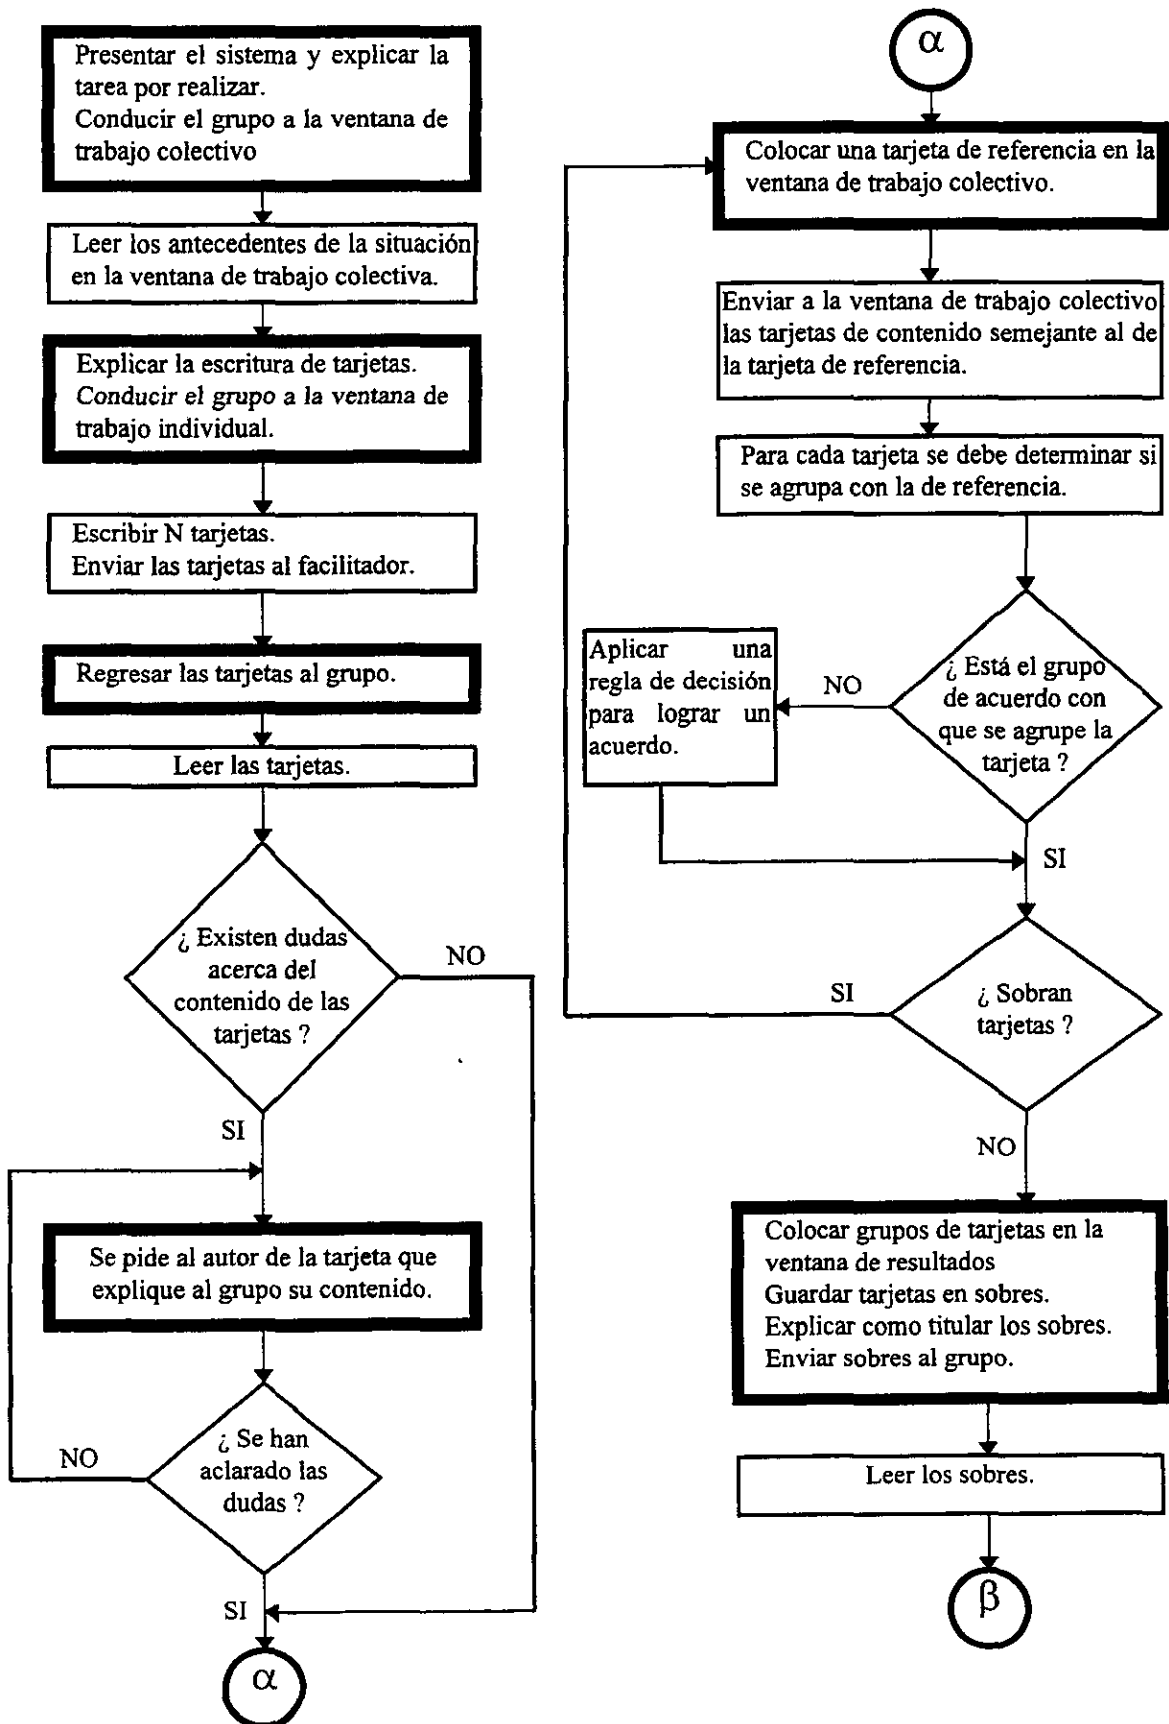 Presentar el sistema y explicar la
tarea por realizar.
Conducir el grupo a la ventana de
trabajo colectivo
Leer los antecedentes de la situación
en la ventana de trabajo colectiva.
Explicar la escritura de tarjetas.
Conducir el grupo a la ventana de
trabajo individual.
Escribir N tarjetas.
Enviar las tarjetas al facilitador.
Regresar las tarjetas al grupo.
Leer las tarjetas.
¿ Existen dudas
acerca del
contenido de las
tarjetas ?
NO
SI
Se pide al autor de la tarjeta que
explique al grupo su contenido.
¿ Se han
aclarado las
dudas ?
NO
SI
α
α
Colocar una tarjeta de referencia en la
ventana de trabajo colectivo.
Enviar a la ventana de trabajo colectivo
las tarjetas de contenido semejante al de
la tarjeta de referencia.
Para cada tarjeta se debe determinar si
se agrupa con la de referencia.
¿ Está el grupo
de acuerdo con
que se agrupe la
tarjeta ?
NO
Aplicar una
regla de decisión
para lograr un
acuerdo.
SI
¿ Sobran
tarjetas ?
SI
NO
Colocar grupos de tarjetas en la
ventana de resultados
Guardar tarjetas en sobres.
Explicar como titular los sobres.
Enviar sobres al grupo.
Leer los sobres.
β